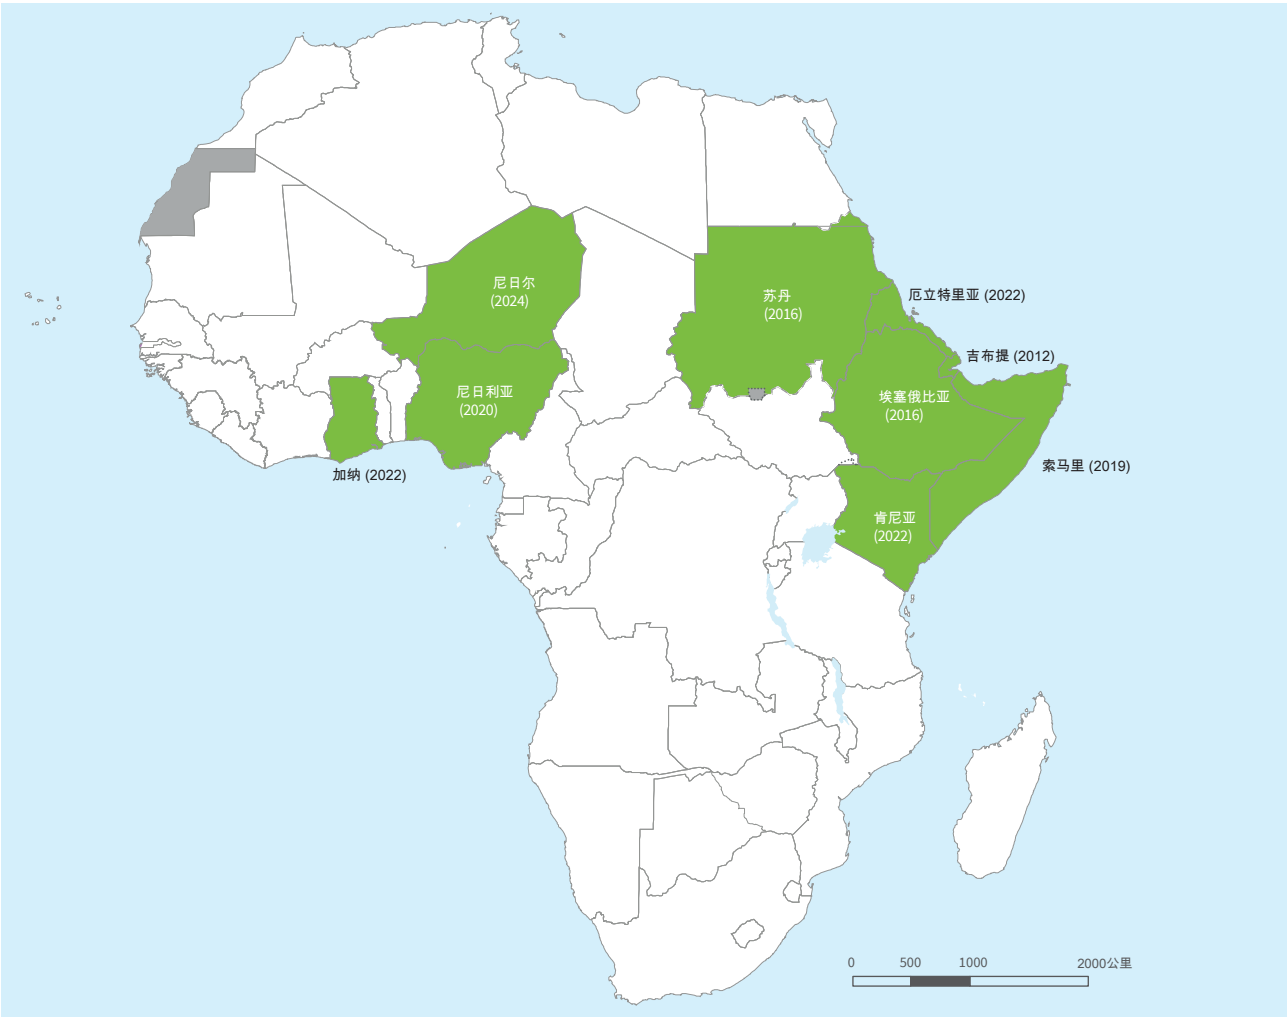 尼日尔
(2024)
苏丹
(2016)
厄立特里亚 (2022)
吉布提 (2012)
尼日利亚
(2020)
埃塞俄比亚
(2016)
加纳 (2022)
索马里 (2019)
肯尼亚
(2022)
0 500 1000 2000公里